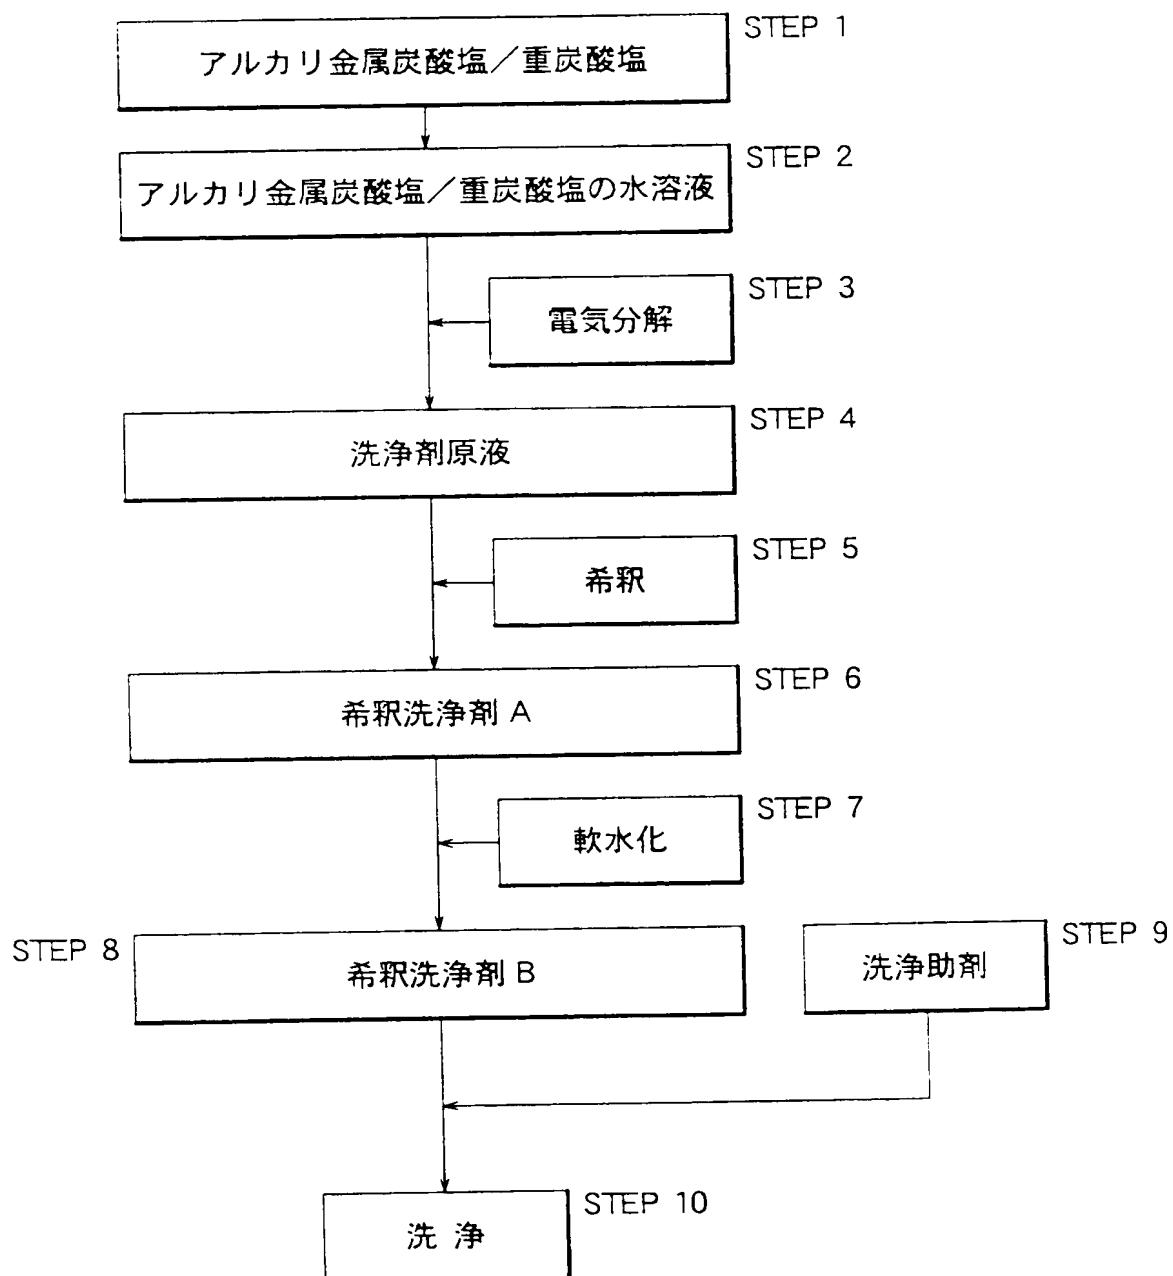 STEP 1
アルカリ金属炭酸塩／重炭酸塩
STEP 2
アルカリ金属炭酸塩／重炭酸塩の水溶液
STEP 3
電気分解
STEP 4
洗浄剤原液
STEP 5
希釈
STEP 6
希釈洗浄剤 A
STEP 7
軟水化
STEP 8
希釈洗浄剤 B
STEP 9
洗浄助剤
STEP 10
洗 浄